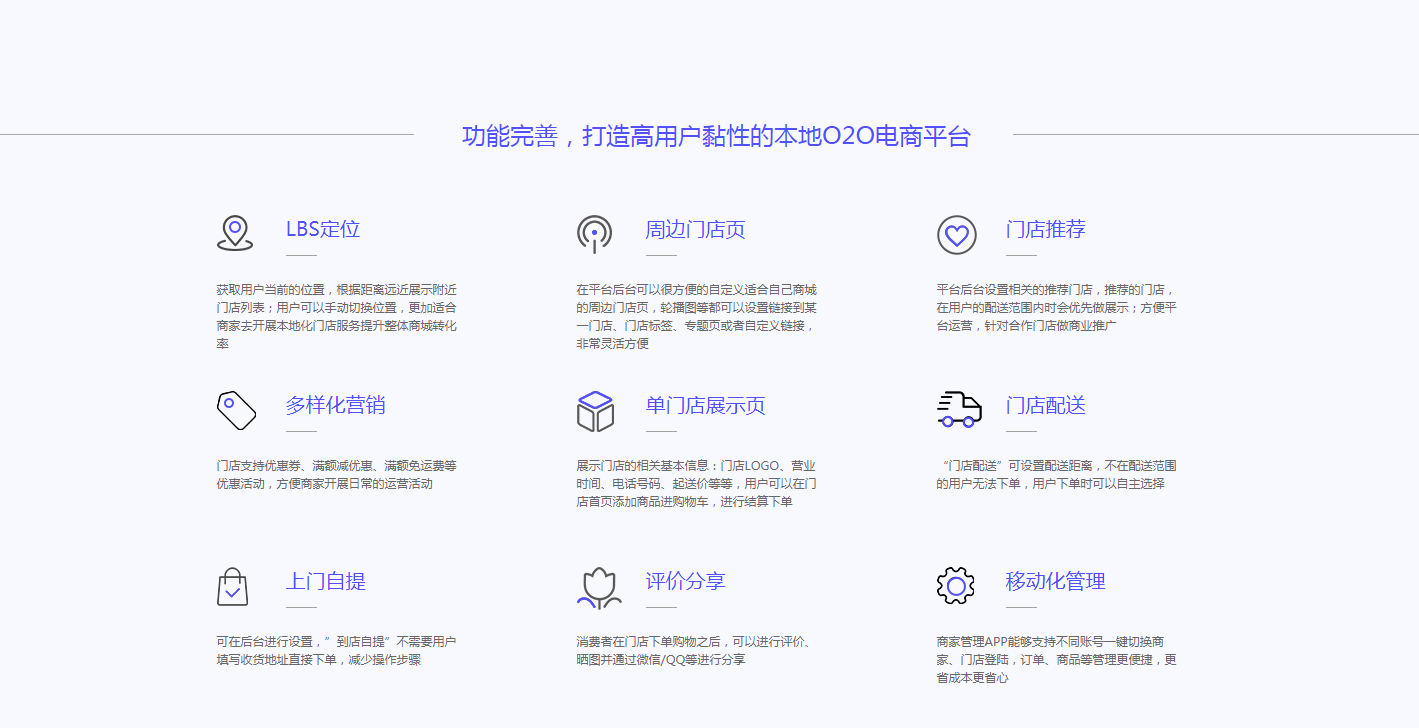 功能完善，打造高用户黏性的本地O2O电商平台
LBS定位
获取用户当前的位置，根据距离远近展示附近
门店列表；用户可以手动切换位置，更加适合
商家去开展本地化门店服务提升整体商城转化
率
周边门店页
在平台后台可以很方便的自定义适合自己商城
的周边门店页，轮播图等都可以设置链接到某
一门店、门店标签、专题页或者自定义链接，
非常灵活方便
门店推荐
平台后台设置相关的推荐门店，推荐的门店，
在用户的配送范围内时会优先做展示；方便平
台运营，针对合作门店做商业推广
多样化营销
门店支持优惠券、满额减优惠、满额免运费等
优惠活动，方便商家开展日常的运营活动
单门店展示页
展示门店的相关基本信息：门店LOGO、营业
时间、电话号码、起送价等等，用户可以在门
店首页添加商品进购物车，进行结算下单
门店配送
“门店配送”可设置配送距离，不在配送范围
的用户无法下单，用户下单时可以自主选择
上门自提
可在后台进行设置，”到店自提”不需要用户
填写收货地址直接下单，减少操作步骤
评价分享
消费者在门店下单购物之后，可以进行评价、
晒图并通过微信/QQ等进行分享
移动化管理
商家管理APP能够支持不同账号一键切换商
家、门店登陆，订单、商品等管理更便捷，更
省成本更省心